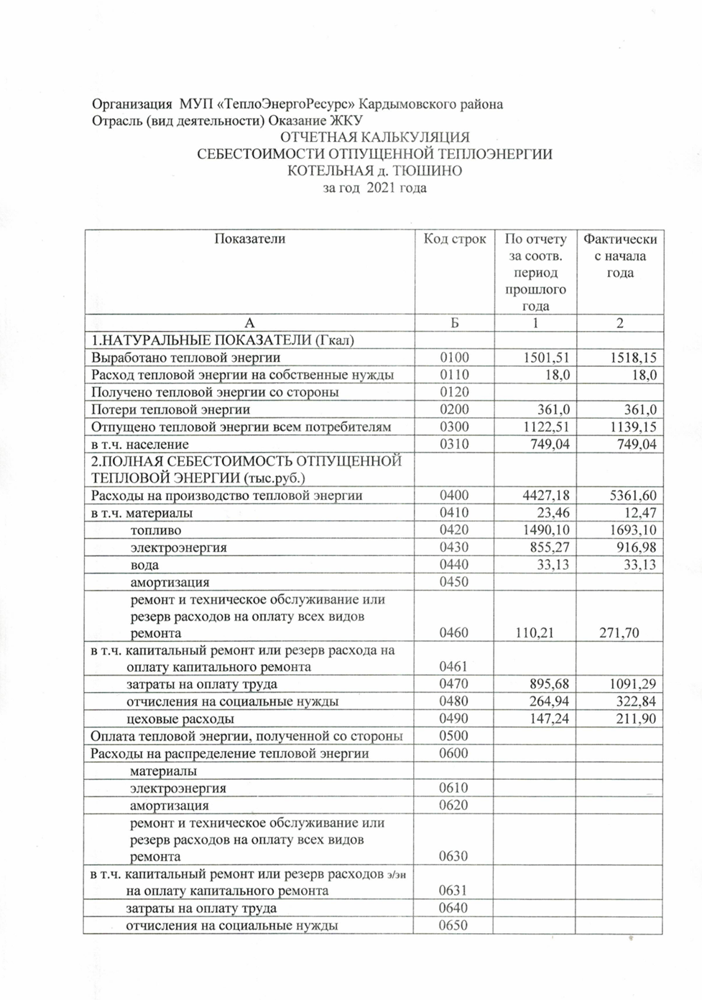 Организация  МУП «ТеплоЭнергоРесурс» Кардымовского района
Отрасль (вид деятельности) Оказание ЖКУ
ОТЧЕТНАЯ КАЛЬКУЛЯЦИЯ
СЕБЕСТОИМОСТИ ОТПУЩЕННОЙ ТЕПЛОЭНЕРГИИ
КОТЕЛЬНАЯ д. ТЮШИНО
за год  2021 года
Показатели Код строк По отчету Фактически
за соотв. с начала
период года
прошлого
года
А Б 1 2
1.НАТУРАЛЬНЫЕ ПОКАЗАТЕЛИ (Гкал)
Выработано тепловой энергии 0100 1501,51 1518,15
Расход тепловой энергии на собственные нужды 0110 18,0 18,0
Получено тепловой энергии со стороны 0120
Потери тепловой энергии 0200 361,0 361,0
Отпущено тепловой энергии всем потребителям 0300 1122,51 1139,15
в т.ч. население 0310 749,04 749,04
2.ПОЛНАЯ СЕБЕСТОИМОСТЬ ОТПУЩЕННОЙ
ТЕПЛОВОЙ ЭНЕРГИИ (тыс.руб.)
Расходы на производство тепловой энергии 0400 4427,18 5361,60
в т.ч. материалы 0410 23,46 12,47
топливо 0420 1490,10 1693,10
электроэнергия 0430 855,27 916,98
вода 0440 33,13 33,13
амортизация 0450
ремонт и техническое обслуживание или
резерв расходов на оплату всех видов
ремонта 0460 110,21 271,70
в т.ч. капитальный ремонт или резерв расхода на
оплату капитального ремонта 0461
затраты на оплату труда 0470 895,68 1091,29
отчисления на социальные нужды 0480 264,94 322,84
цеховые расходы 0490 147,24 211,90
Оплата тепловой энергии, полученной со стороны 0500
Расходы на распределение тепловой энергии 0600
материалы
электроэнергия 0610
амортизация 0620
ремонт и техническое обслуживание или
резерв расходов на оплату всех видов
ремонта 0630
в т.ч. капитальный ремонт или резерв расходов э/эн
на оплату капитального ремонта 0631
затраты на оплату труда 0640
отчисления на социальные нужды 0650